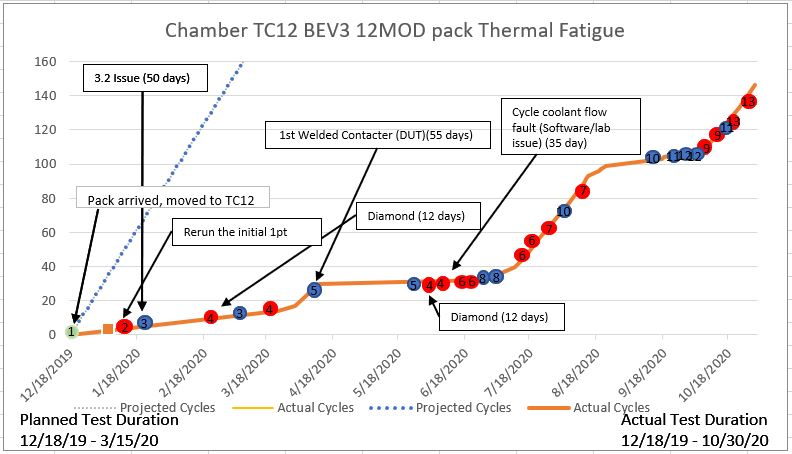 Chamber TC12 BEV3 12MOD pack Thermal Fatigue
160
140
120
100
80
60
40
20
0
3.2 Issue (50 days)
Cycle coolant flow
fault (Software/lab
issue) (35 day)
1st Welded Contacter (DUT)(55 days)
Pack arrived, moved to TC12
Diamond (12 days)
Rerun the initial 1pt
Diamond (12 days)
1
2
3
4
3
4
5
5
4
4
6
6
8
8
6
6
7
10
7
10
11
12
12
9
9
11
13
13
12/18/2019
1/18/2020
2/18/2020
3/18/2020
4/18/2020
5/18/2020
6/18/2020
7/18/2020
8/18/2020
9/18/2020
10/18/2020
Projected Cycles
Actual Cycles
Projected Cycles
Actual Cycles
Planned Test Duration
12/18/19 - 3/15/20
Actual Test Duration
12/18/19 - 10/30/20